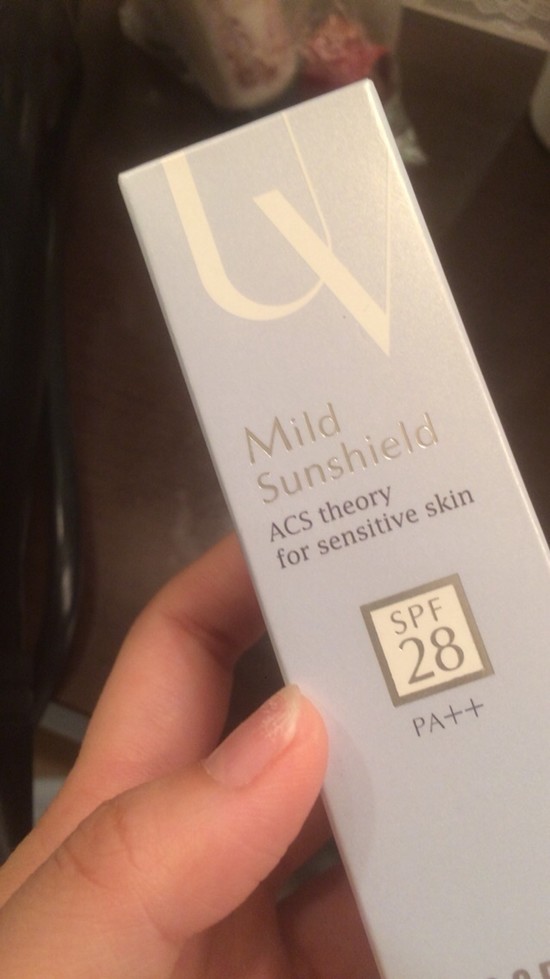 UV
Mild
Sunshield
ACS theory
for sensitive skin
SPF
28
PA++